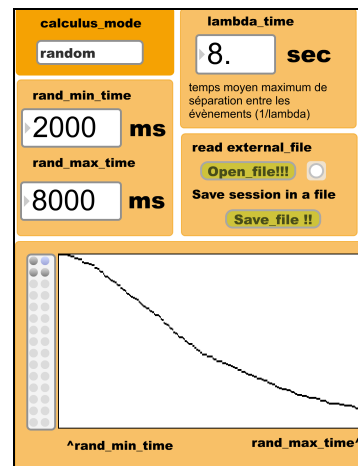 calculus_mode
random
lambda_time
8. sec
temps moyen maximum de
séparation entre les
évènements (1/lambda)
rand_min_time
2000 ms
rand_max_time
8000 ms
read external_file
Open_file!!!
Save session in a file
Save_file !!
^rand_min_time
rand_max_time^